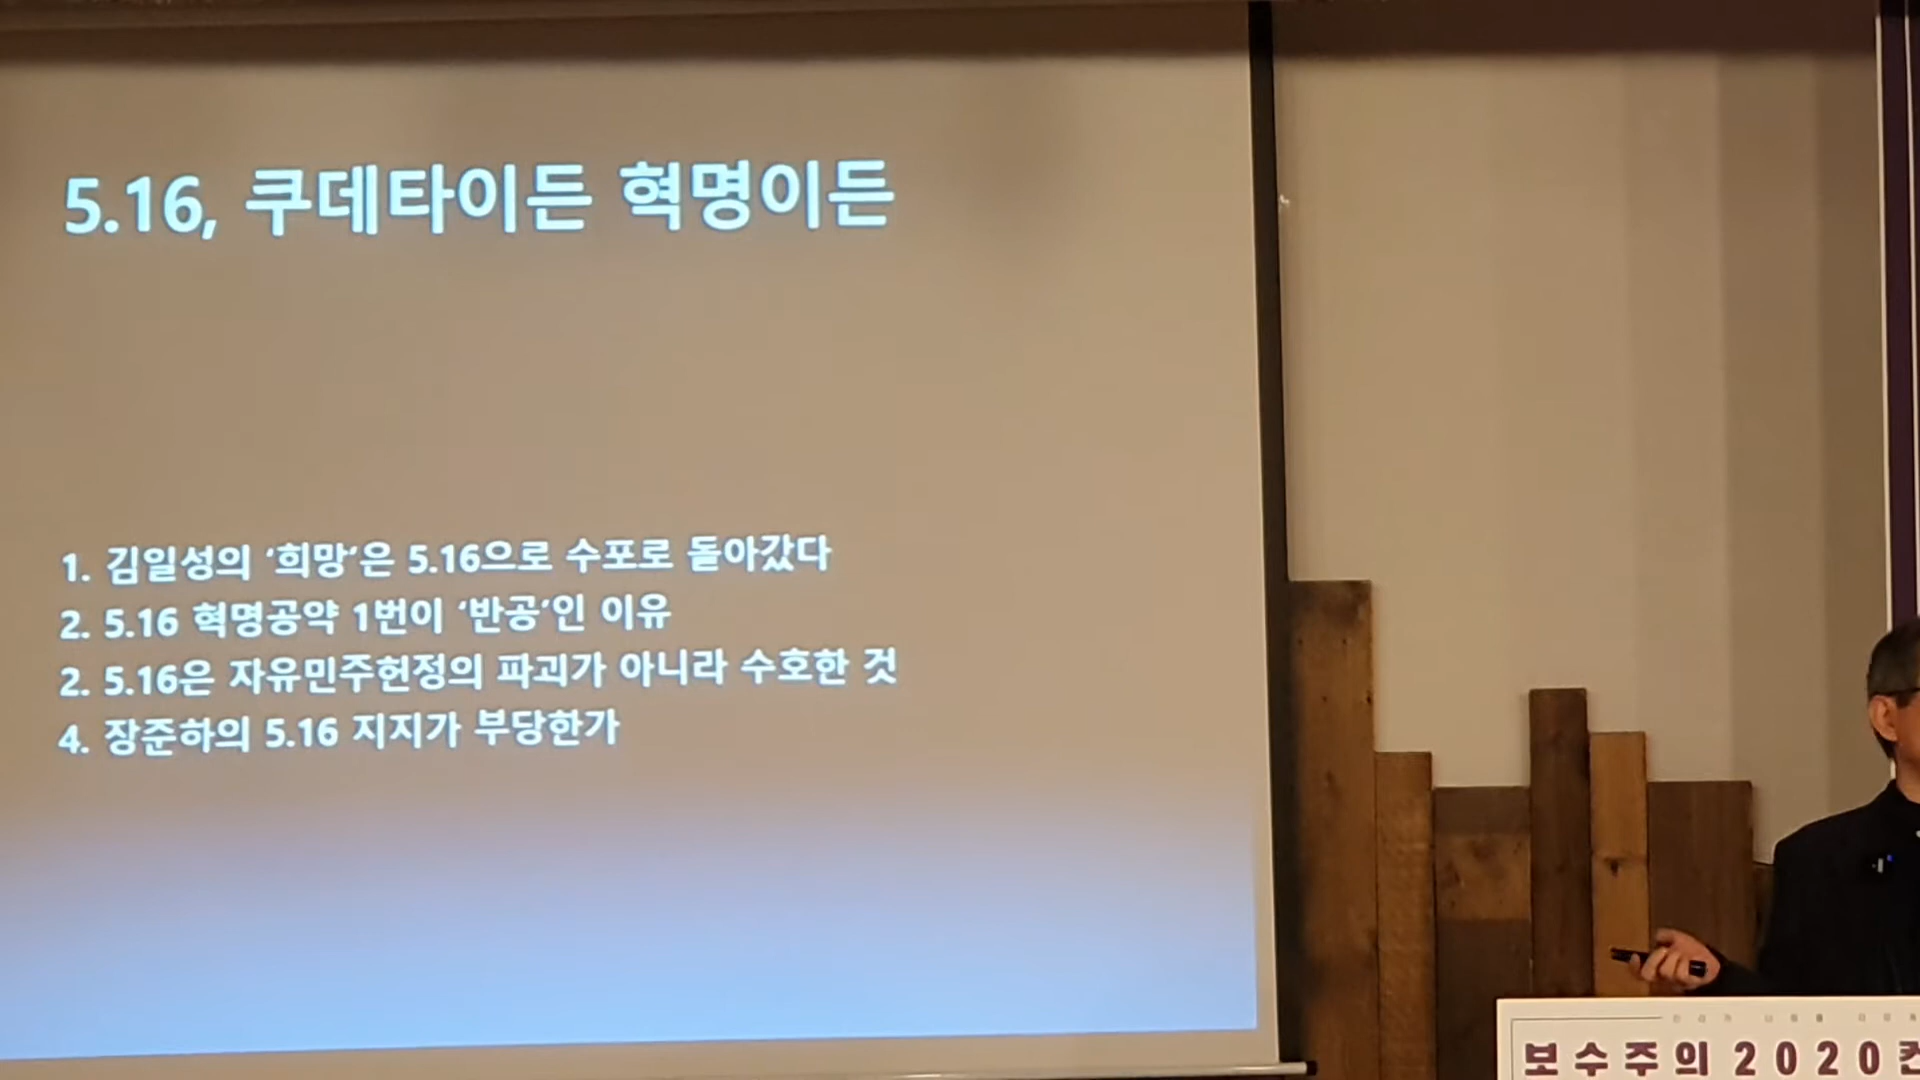 5.16, 쿠데타이든 혁명이든
1. 김일성의 ‘희망’은 5.16으로 수포로 돌아갔다
2. 5.16 혁명공약 1번이 ‘반공’인 이유
2. 5.16은 자유민주헌정의 파괴가 아니라 수호한 것
4. 장준하의 5.16 지지가 부당한가
보수주의 2020 컨